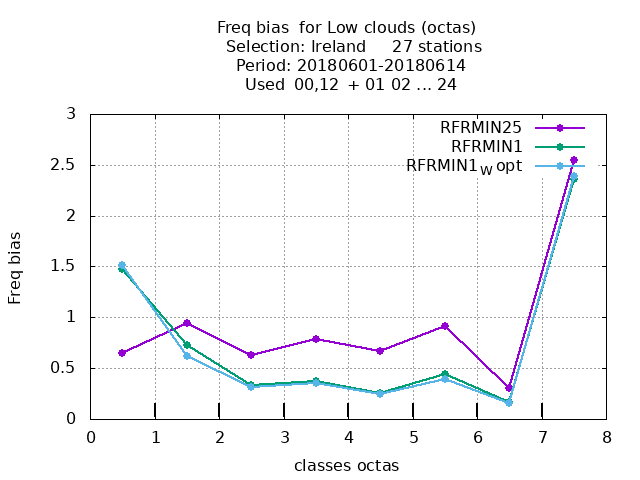 Freq bias  for Low clouds (octas)
Selection: Ireland     27 stations
Period: 20180601-20180614
Used  00,12  + 01 02 ... 24
RFRMIN25
RFRMIN1
RFRMIN1W opt
3
2.5
2
1.5
1
0.5
0
Freq bias
0 1 2 3 4 5 6 7 8
classes octas